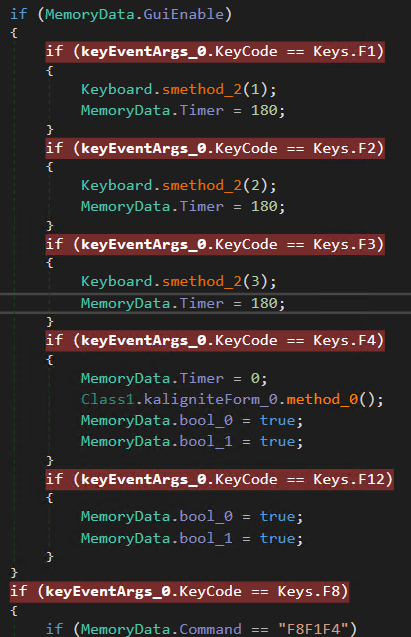 if (MemoryData.GuiEnable)
{
if (keyEventArgs_0.KeyCode == Keys.F1)
{
Keyboard.smethod_2(1);
MemoryData.Timer = 180;
}
if (keyEventArgs_0.KeyCode == Keys.F2)
{
Keyboard.smethod_2(2);
MemoryData.Timer = 180;
}
if (keyEventArgs_0.KeyCode == Keys.F3)
{
Keyboard.smethod_2(3);
MemoryData.Timer = 180;
}
if (keyEventArgs_0.KeyCode == Keys.F4)
{
MemoryData.Timer = 0;
Class1.kaligniteForm_0.method_0();
MemoryData.bool_0 = true;
MemoryData.bool_1 = true;
}
if (keyEventArgs_0.KeyCode == Keys.F12)
{
MemoryData.bool_0 = true;
MemoryData.bool_1 = true;
}
}
if (keyEventArgs_0.KeyCode == Keys.F8)
{
if (MemoryData.Command == "F8F1F4")